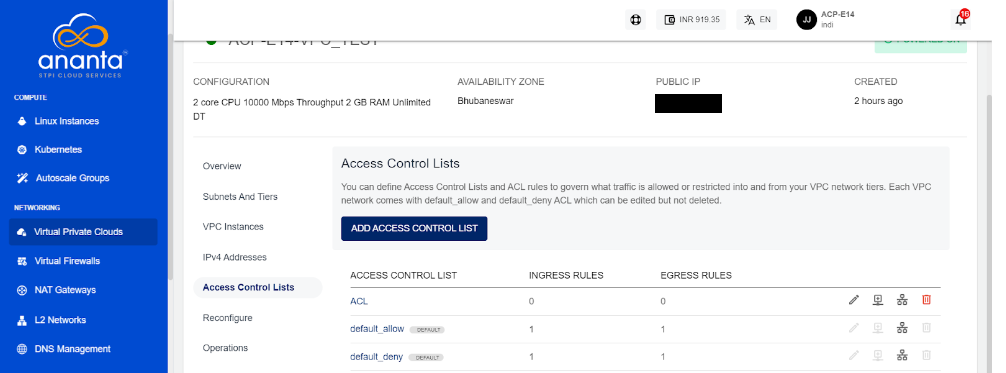 ananta
STPI CLOUD SERVICES
INR 919.35
EN
JJ
ACP-E14
indi
16
COMPUTE
Linux Instances
Kubernetes
Autoscale Groups
NETWORKING
Virtual Private Clouds
Virtual Firewalls
NAT Gateways
L2 Networks
DNS Management
ACP-E14-VPC_TEST
POWERED ON
CONFIGURATION
2 core CPU 10000 Mbps Throughput 2 GB RAM Unlimited
DT
AVAILABILITY ZONE
Bhubaneswar
PUBLIC IP
CREATED
2 hours ago
Overview
Subnets And Tiers
VPC Instances
IPv4 Addresses
Access Control Lists
Reconfigure
Operations
Access Control Lists
You can define Access Control Lists and ACL rules to govern what traffic is allowed or restricted into and from your VPC network tiers. Each VPC
network comes with default_allow and default_deny ACL which can be edited but not deleted.
ADD ACCESS CONTROL LIST
ACCESS CONTROL LIST INGRESS RULES EGRESS RULES
ACL 0 0
default_allow DEFAULT 1 1
default_deny DEFAULT 1 1